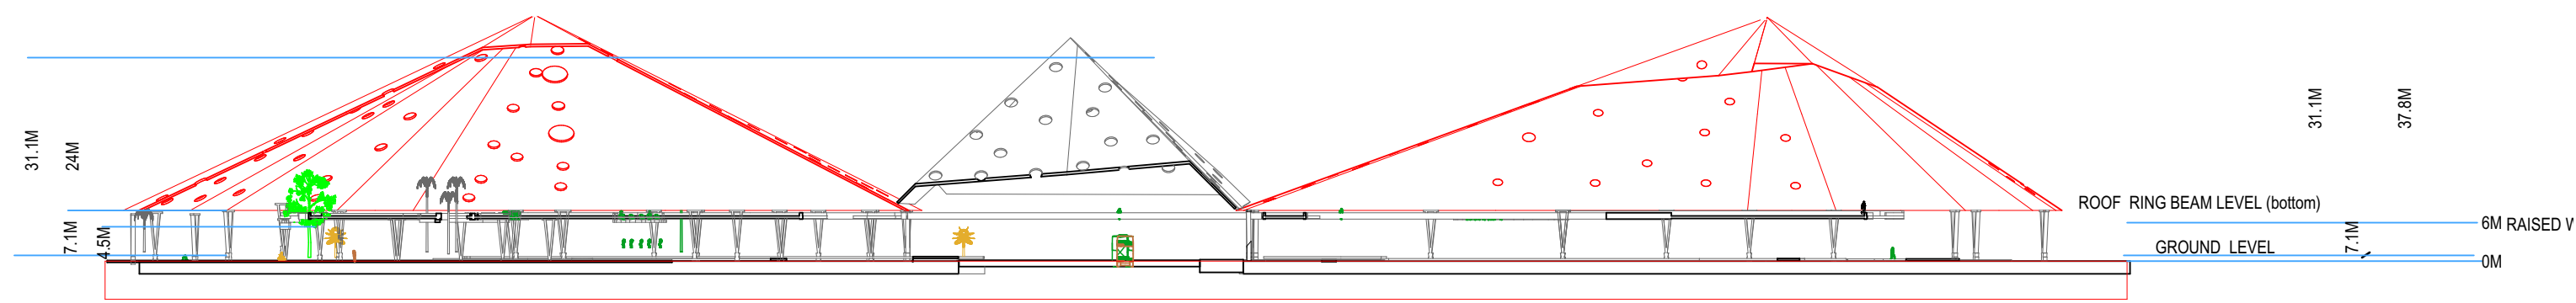 31.1M
24M
7.1M
4.5M
31.1M
37.8M
ROOF RING BEAM LEVEL (bottom)
6M RAISED V
7.1M
GROUND LEVEL
0M